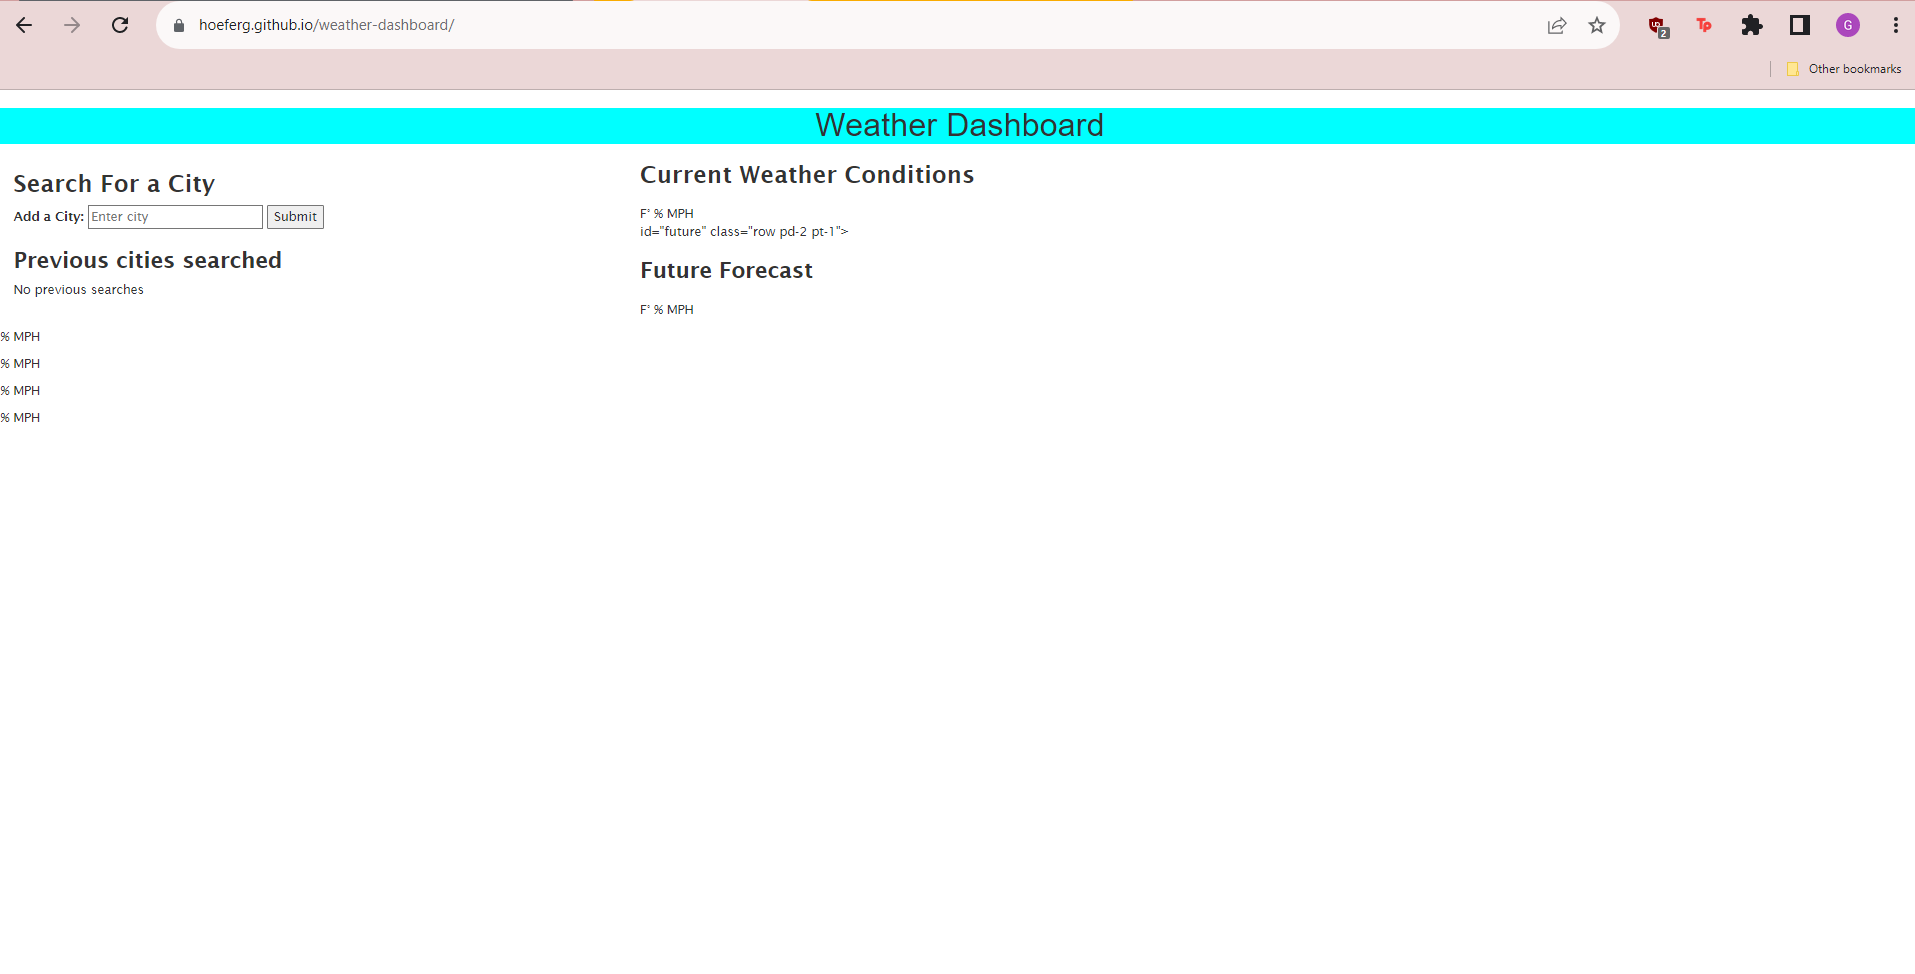 hoeferg.github.io/weather-dashboard/
2
Tp
G
Other bookmarks
Weather Dashboard
Search For a City
Add a City: Enter city Submit
Previous cities searched
No previous searches
Current Weather Conditions
F° % MPH
id="future" class="row pd-2 pt-1">
Future Forecast
F° % MPH
% MPH
% MPH
% MPH
% MPH